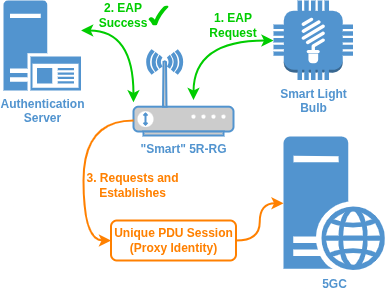 2. EAP
Success
1. EAP
Request
Authentication
Server
Smart Light
Bulb
"Smart" 5R-RG
3. Requests and
Establishes
Unique PDU Session
(Proxy Identity)
5GC